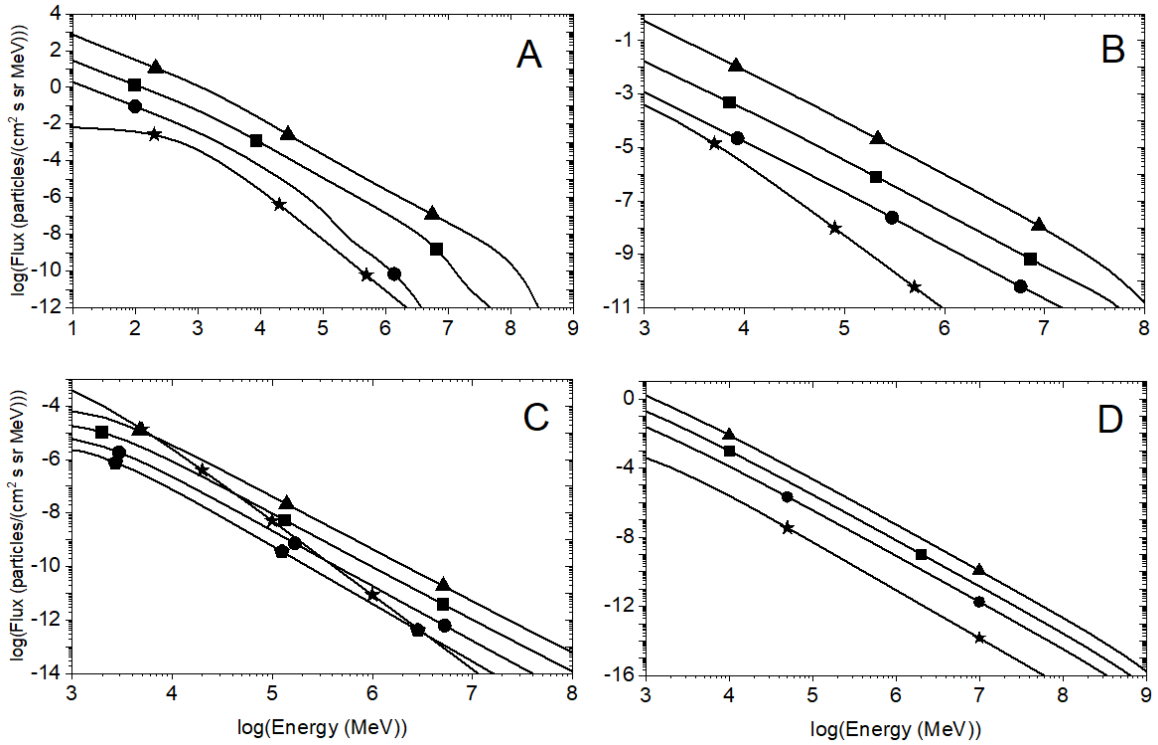 log(Flux (particles/(cm² s sr MeV)))
4
2
0
-2
-4
-6
-8
-10
-12
A
1 2 3 4 5 6 7 8 9
-1
-3
-5
-7
-9
-11
B
3 4 5 6 7 8
log(Flux (particles/(cm² s sr MeV)))
-4
-6
-8
-10
-12
-14
C
3 4 5 6 7 8
log(Energy (MeV))
0
-4
-8
-12
-16
D
3 4 5 6 7 8 9
log(Energy (MeV))